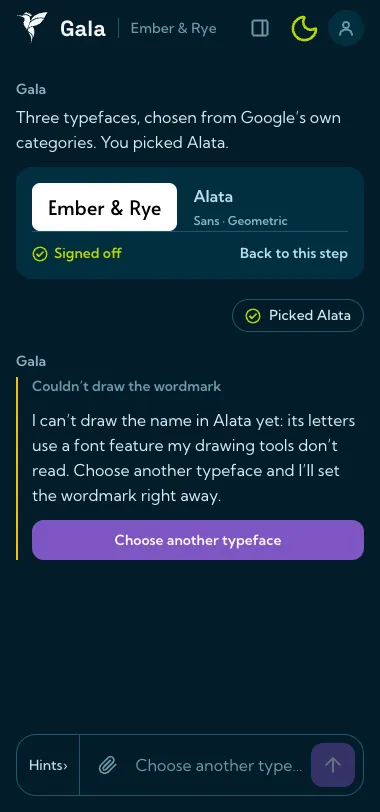 Gala
Ember & Rye
Gala
Three typefaces, chosen from Google’s own
categories. You picked Alata.
Ember & Rye
Alata
Sans · Geometric
Signed off
Back to this step
Picked Alata
Gala
Couldn’t draw the wordmark
I can’t draw the name in Alata yet: its letters
use a font feature my drawing tools don’t
read. Choose another typeface and I’ll set
the wordmark right away.
Choose another typeface
Hints›
Choose another type...